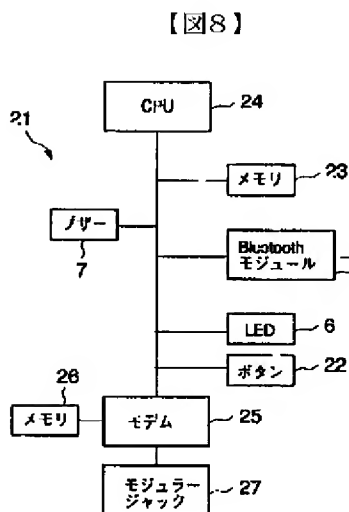 【図8】
CPU
24
21
メモリ
23
ブザー
7
Bluetooth
モジュール
LED
6
ボタン
22
26
メモリ
モデム
25
モジュラー
ジャック
27